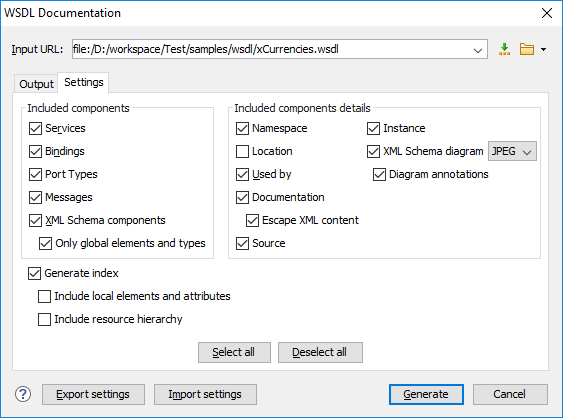 WSDL Documentation
Input URL: file:/D:/workspace/Test/samples/wsdl/xCurrencies.wsdl
Output Settings
Included components
Services
Bindings
Port Types
Messages
XML Schema components
Only global elements and types
Included components details
Namespace Instance
Location XML Schema diagram JPEG
Used by Diagram annotations
Documentation
Escape XML content
Source
Generate index
Include local elements and attributes
Include resource hierarchy
Select all Deselect all
? Export settings Import settings Generate Cancel